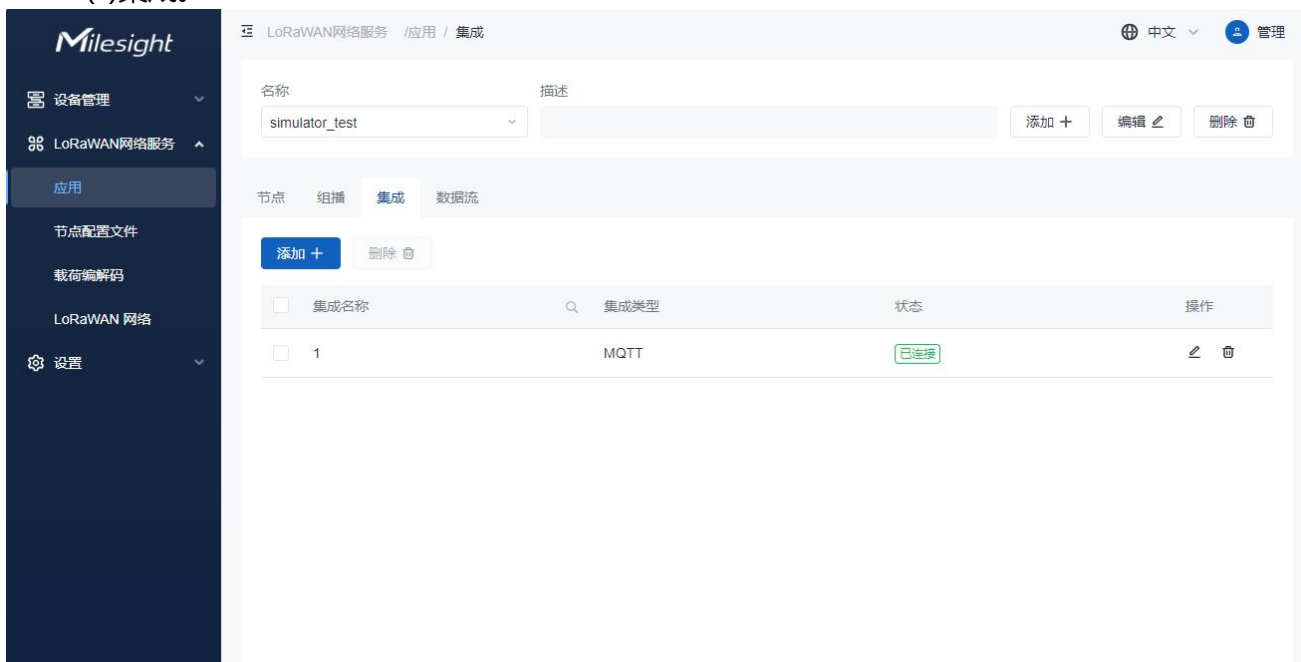 Milesight
LoRaWAN网络服务 /应用 / 集成
中文
管理
设备管理
LoRaWAN网络服务
应用
节点配置文件
载荷编解码
LoRaWAN 网络
设置
名称
描述
simulator_test
添加 +
编辑
删除
节点 组播 集成 数据流
添加 +
删除
集成名称 集成类型 状态 操作
1 MQTT 已连接